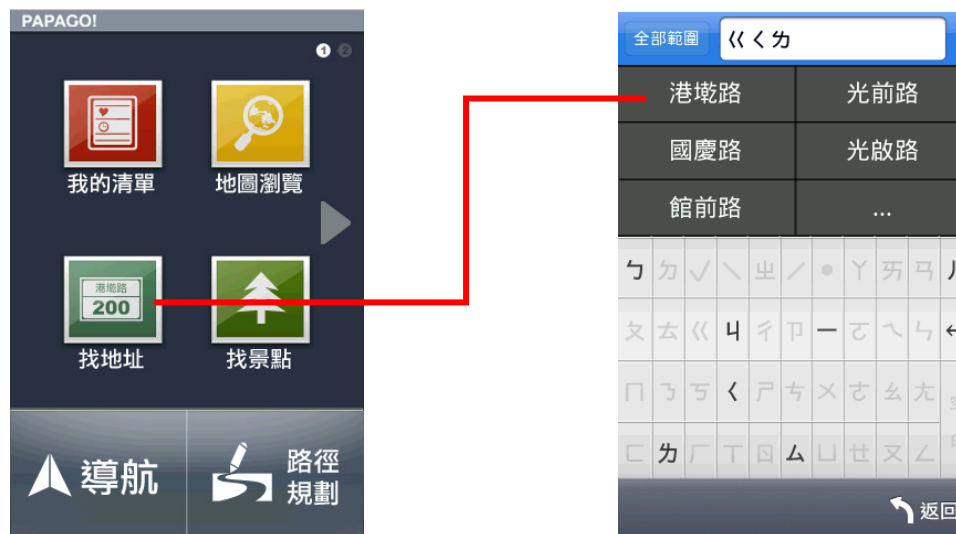 PAPAGO!
1 2
我的清單 地圖瀏覽
港墘路
200
找地址 找景點
導航
路徑
規劃
全部範圍 ㄍㄑㄌ
港墘路 光前路
國慶路 光啟路
館前路 ...
ㄅ ㄉ ˇ ˋ ㄓ ˊ ˙ ㄚ ㄞ ㄢ ㄦ
ㄆ ㄊ ㄍ ㄐ ㄔ ㄗ ㄧ ㄛ ㄟ ㄣ ←
ㄇ ㄋ ㄎ ㄑ ㄕ ㄘ ㄨ ㄜ ㄠ ㄤ
ㄈ ㄌ ㄏ ㄒ ㄖ ㄙ ㄩ ㄝ ㄡ ㄥ
返回